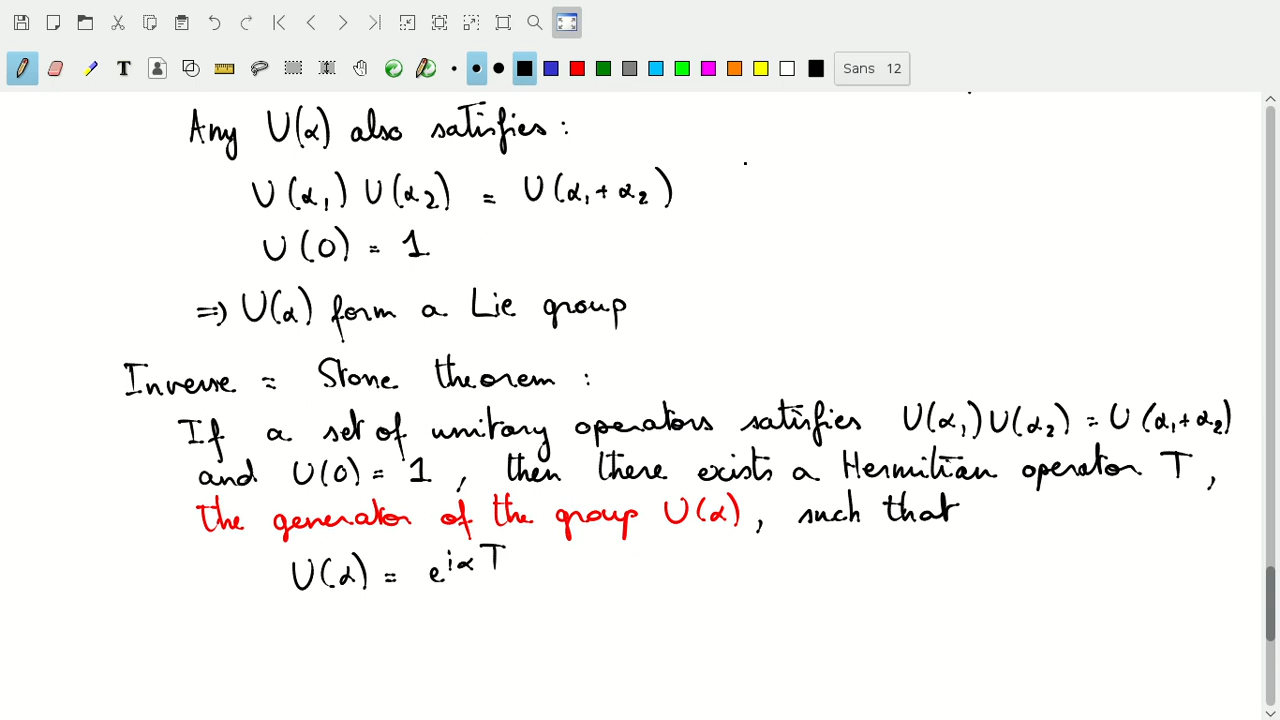 Sans 12
Any U(α) also satisfies :
U(α₁) U(α₂) = U(α₁+α₂)
U(0) = 1
⇒ U(α) form a Lie group
Inverse = Stone theorem :
If a set of unitary operators satisfies U(α₁)U(α₂) = U(α₁+α₂)
and U(0) = 1 , then there exists a Hermitian operator T ,
the generator of the group U(α) , such that
U(α) = e^{iαT}